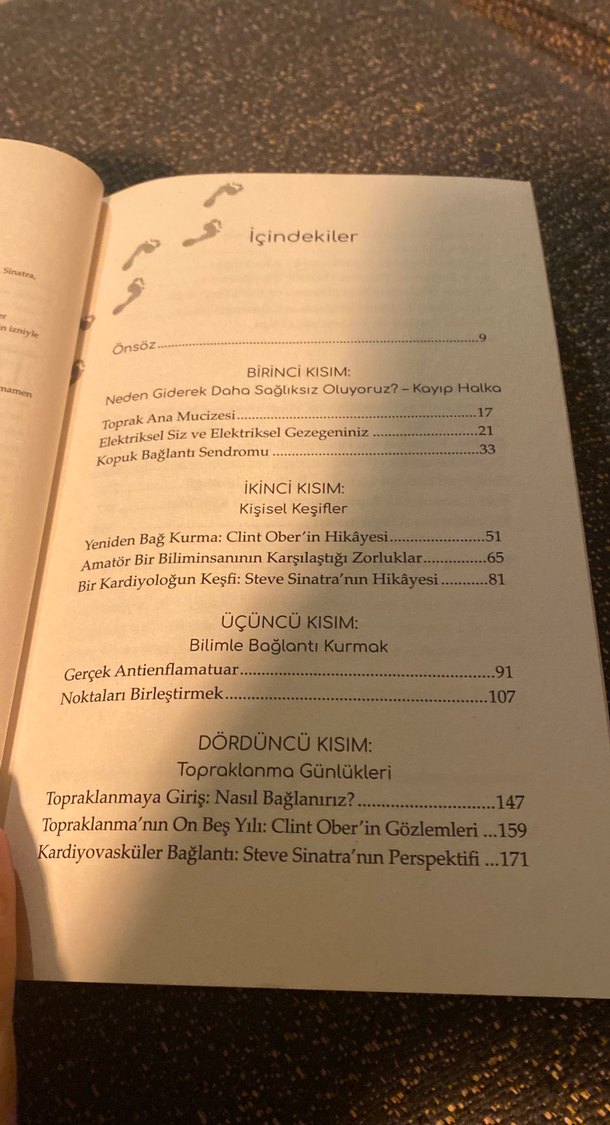 Sinatra,
er
n izniyle
mamen
İçindekiler
Önsöz..........9
BİRİNCİ KISIM:
Neden Giderek Daha Sağlıksız Oluyoruz? – Kayıp Halka
Toprak Ana Mucizesi..........17
Elektriksel Siz ve Elektriksel Gezegeniniz ..........21
Kopuk Bağlantı Sendromu ..........33
İKİNCİ KISIM:
Kişisel Keşifler
Yeniden Bağ Kurma: Clint Ober'in Hikâyesi..........51
Amatör Bir Biliminsanının Karşılaştığı Zorluklar..........65
Bir Kardiyoloğun Keşfi: Steve Sinatra'nın Hikâyesi ..........81
ÜÇÜNCÜ KISIM:
Bilimle Bağlantı Kurmak
Gerçek Antienflamatuar..........91
Noktaları Birleştirmek..........107
DÖRDÜNCÜ KISIM:
Topraklanma Günlükleri
Topraklanmaya Giriş: Nasıl Bağlanırız?..........147
Topraklanma'nın On Beş Yılı: Clint Ober'in Gözlemleri ...159
Kardiyovasküler Bağlantı: Steve Sinatra'nın Perspektifi ...171